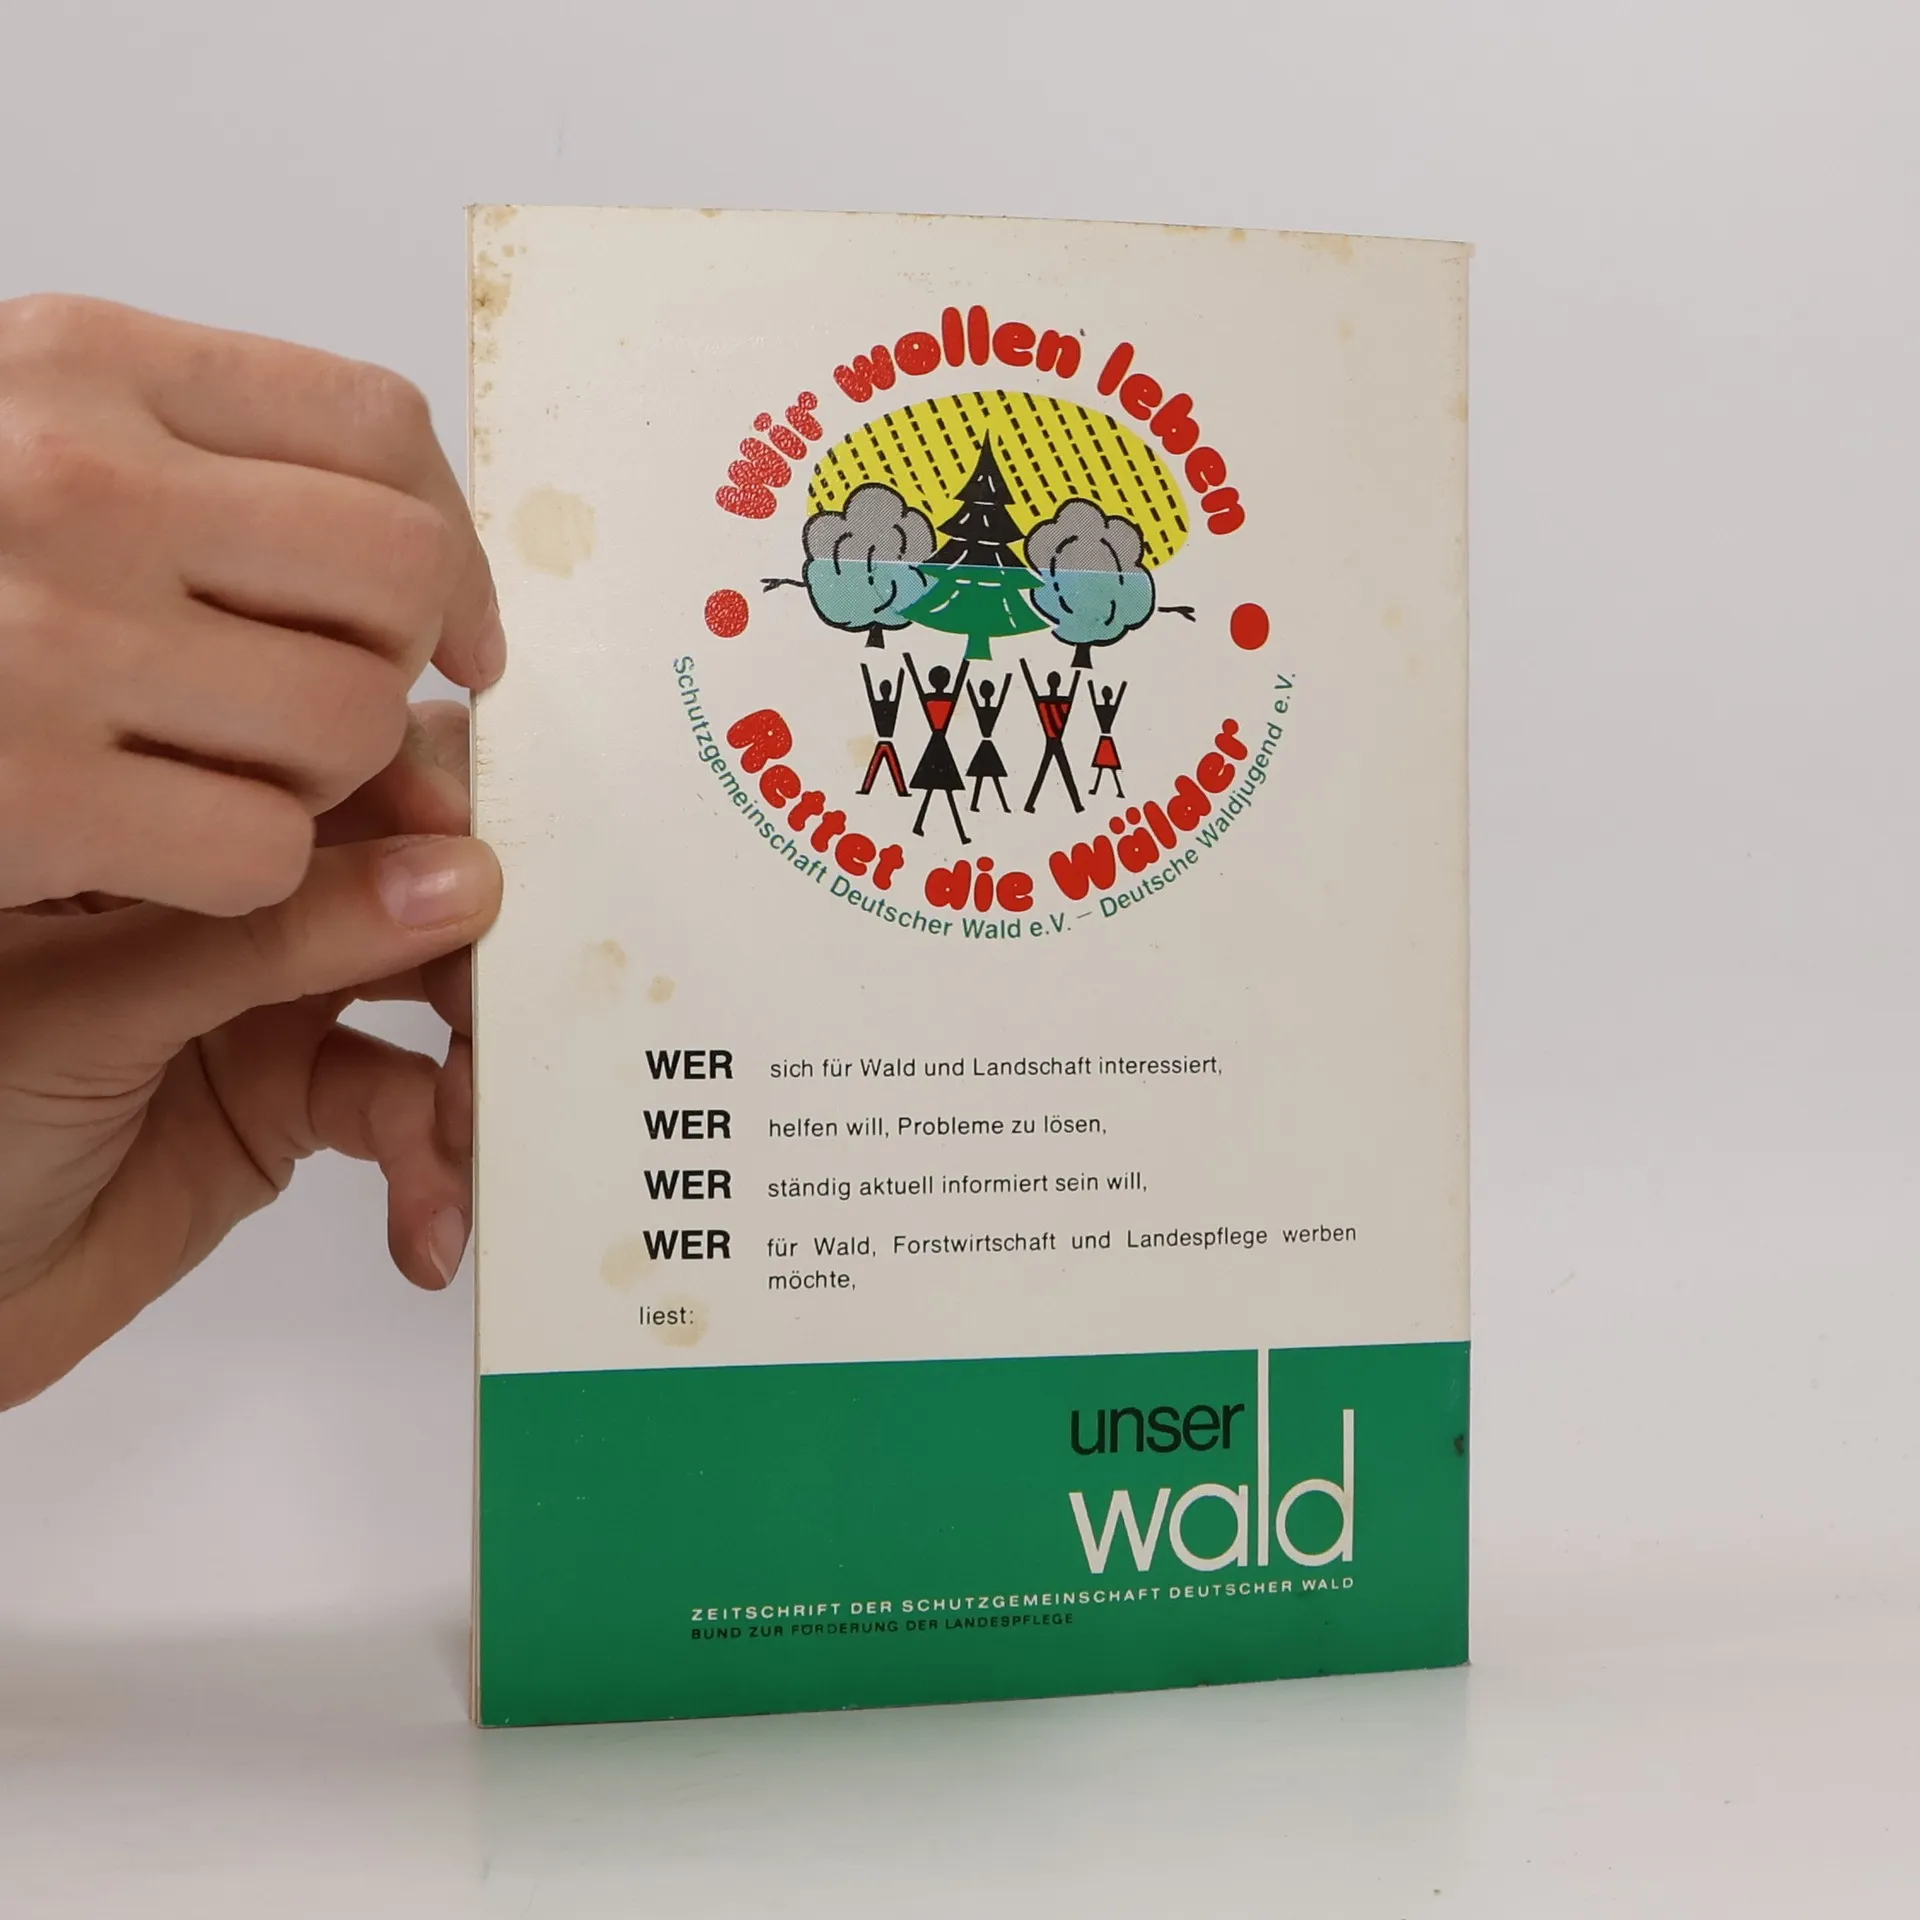 Wir wollen leben
Rettet die Wälder
Schutzgemeinschaft Deutscher Wald e.V. – Deutsche Waldjugend e.V.
WER sich für Wald und Landschaft interessiert,
WER helfen will, Probleme zu lösen,
WER ständig aktuell informiert sein will,
WER für Wald, Forstwirtschaft und Landespflege werben
möchte,
liest:
unser
wald
ZEITSCHRIFT DER SCHUTZGEMEINSCHAFT DEUTSCHER WALD
BUND ZUR FÖRDERUNG DER LANDESPFLEGE